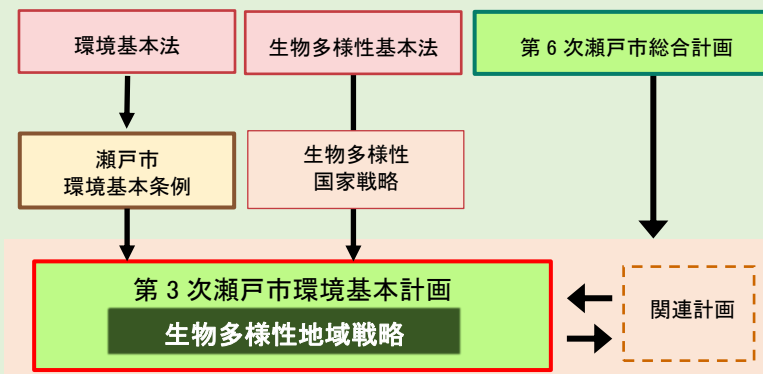 環境基本法
生物多様性基本法
第6次瀬戸市総合計画
瀬戸市
環境基本条例
生物多様性
国家戦略
第3次瀬戸市環境基本計画
生物多様性地域戦略
関連計画